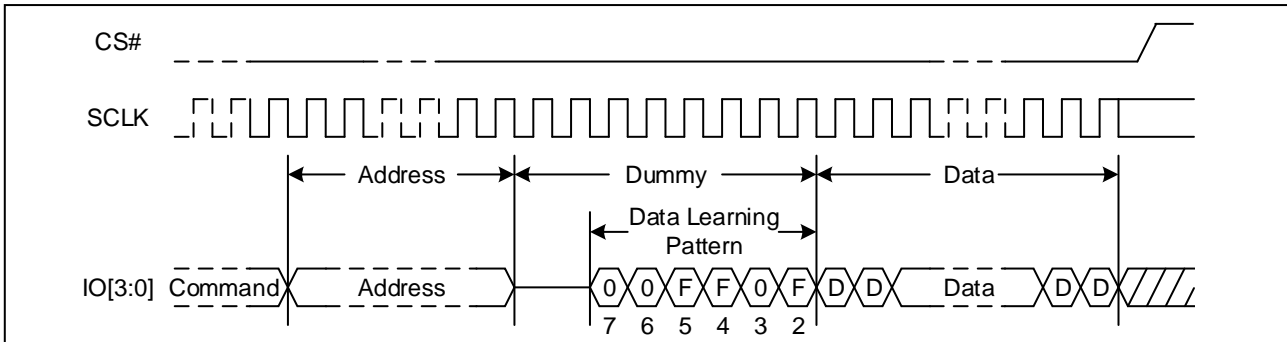 CS#
SCLK
Address Dummy Data
Data Learning
Pattern
IO[3:0] Command Address 0 0 F F 0 F D D Data D D
7 6 5 4 3 2